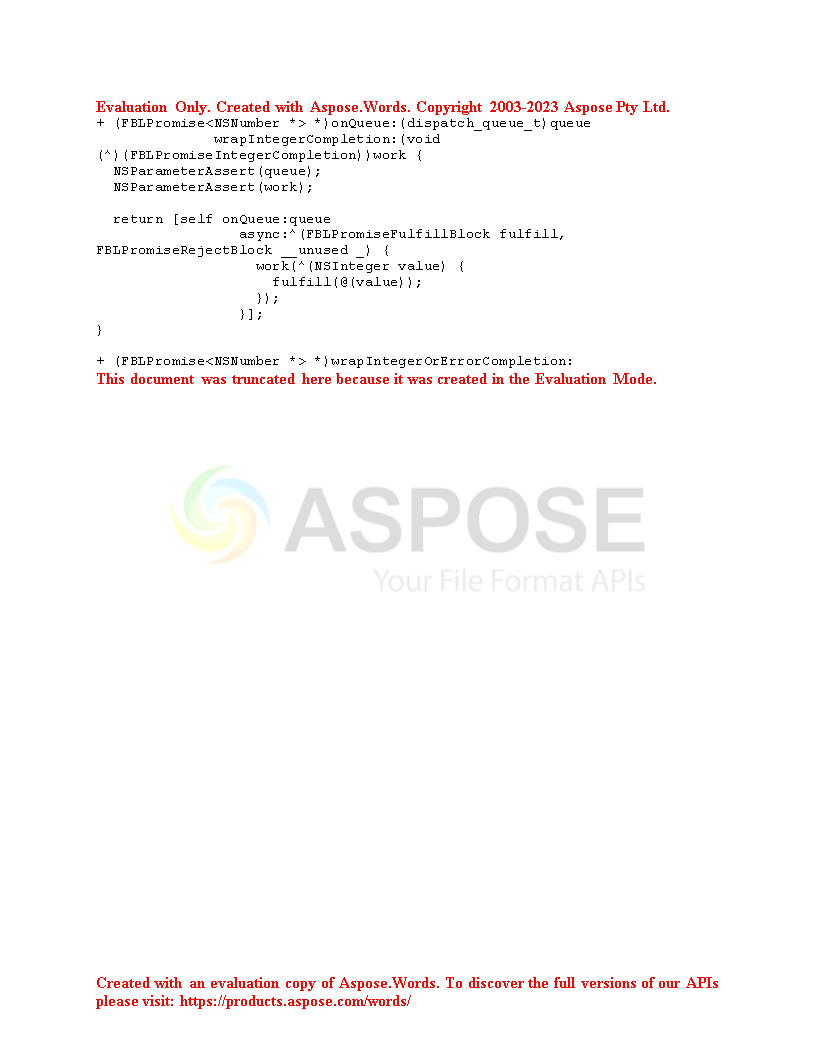 Evaluation Only. Created with Aspose.Words. Copyright 2003-2023 Aspose Pty Ltd.
+ (FBLPromise<NSNumber *> *)onQueue:(dispatch_queue_t)queue
              wrapIntegerCompletion:(void
(^)(FBLPromiseIntegerCompletion))work {
  NSParameterAssert(queue);
  NSParameterAssert(work);

  return [self onQueue:queue
                 async:^(FBLPromiseFulfillBlock fulfill,
FBLPromiseRejectBlock __unused _) {
                   work(^(NSInteger value) {
                     fulfill(@(value));
                   });
                 }];
}

+ (FBLPromise<NSNumber *> *)wrapIntegerOrErrorCompletion:
This document was truncated here because it was created in the Evaluation Mode.
ASPOSE
Your File Format APIs
Created with an evaluation copy of Aspose.Words. To discover the full versions of our APIs
please visit: https://products.aspose.com/words/